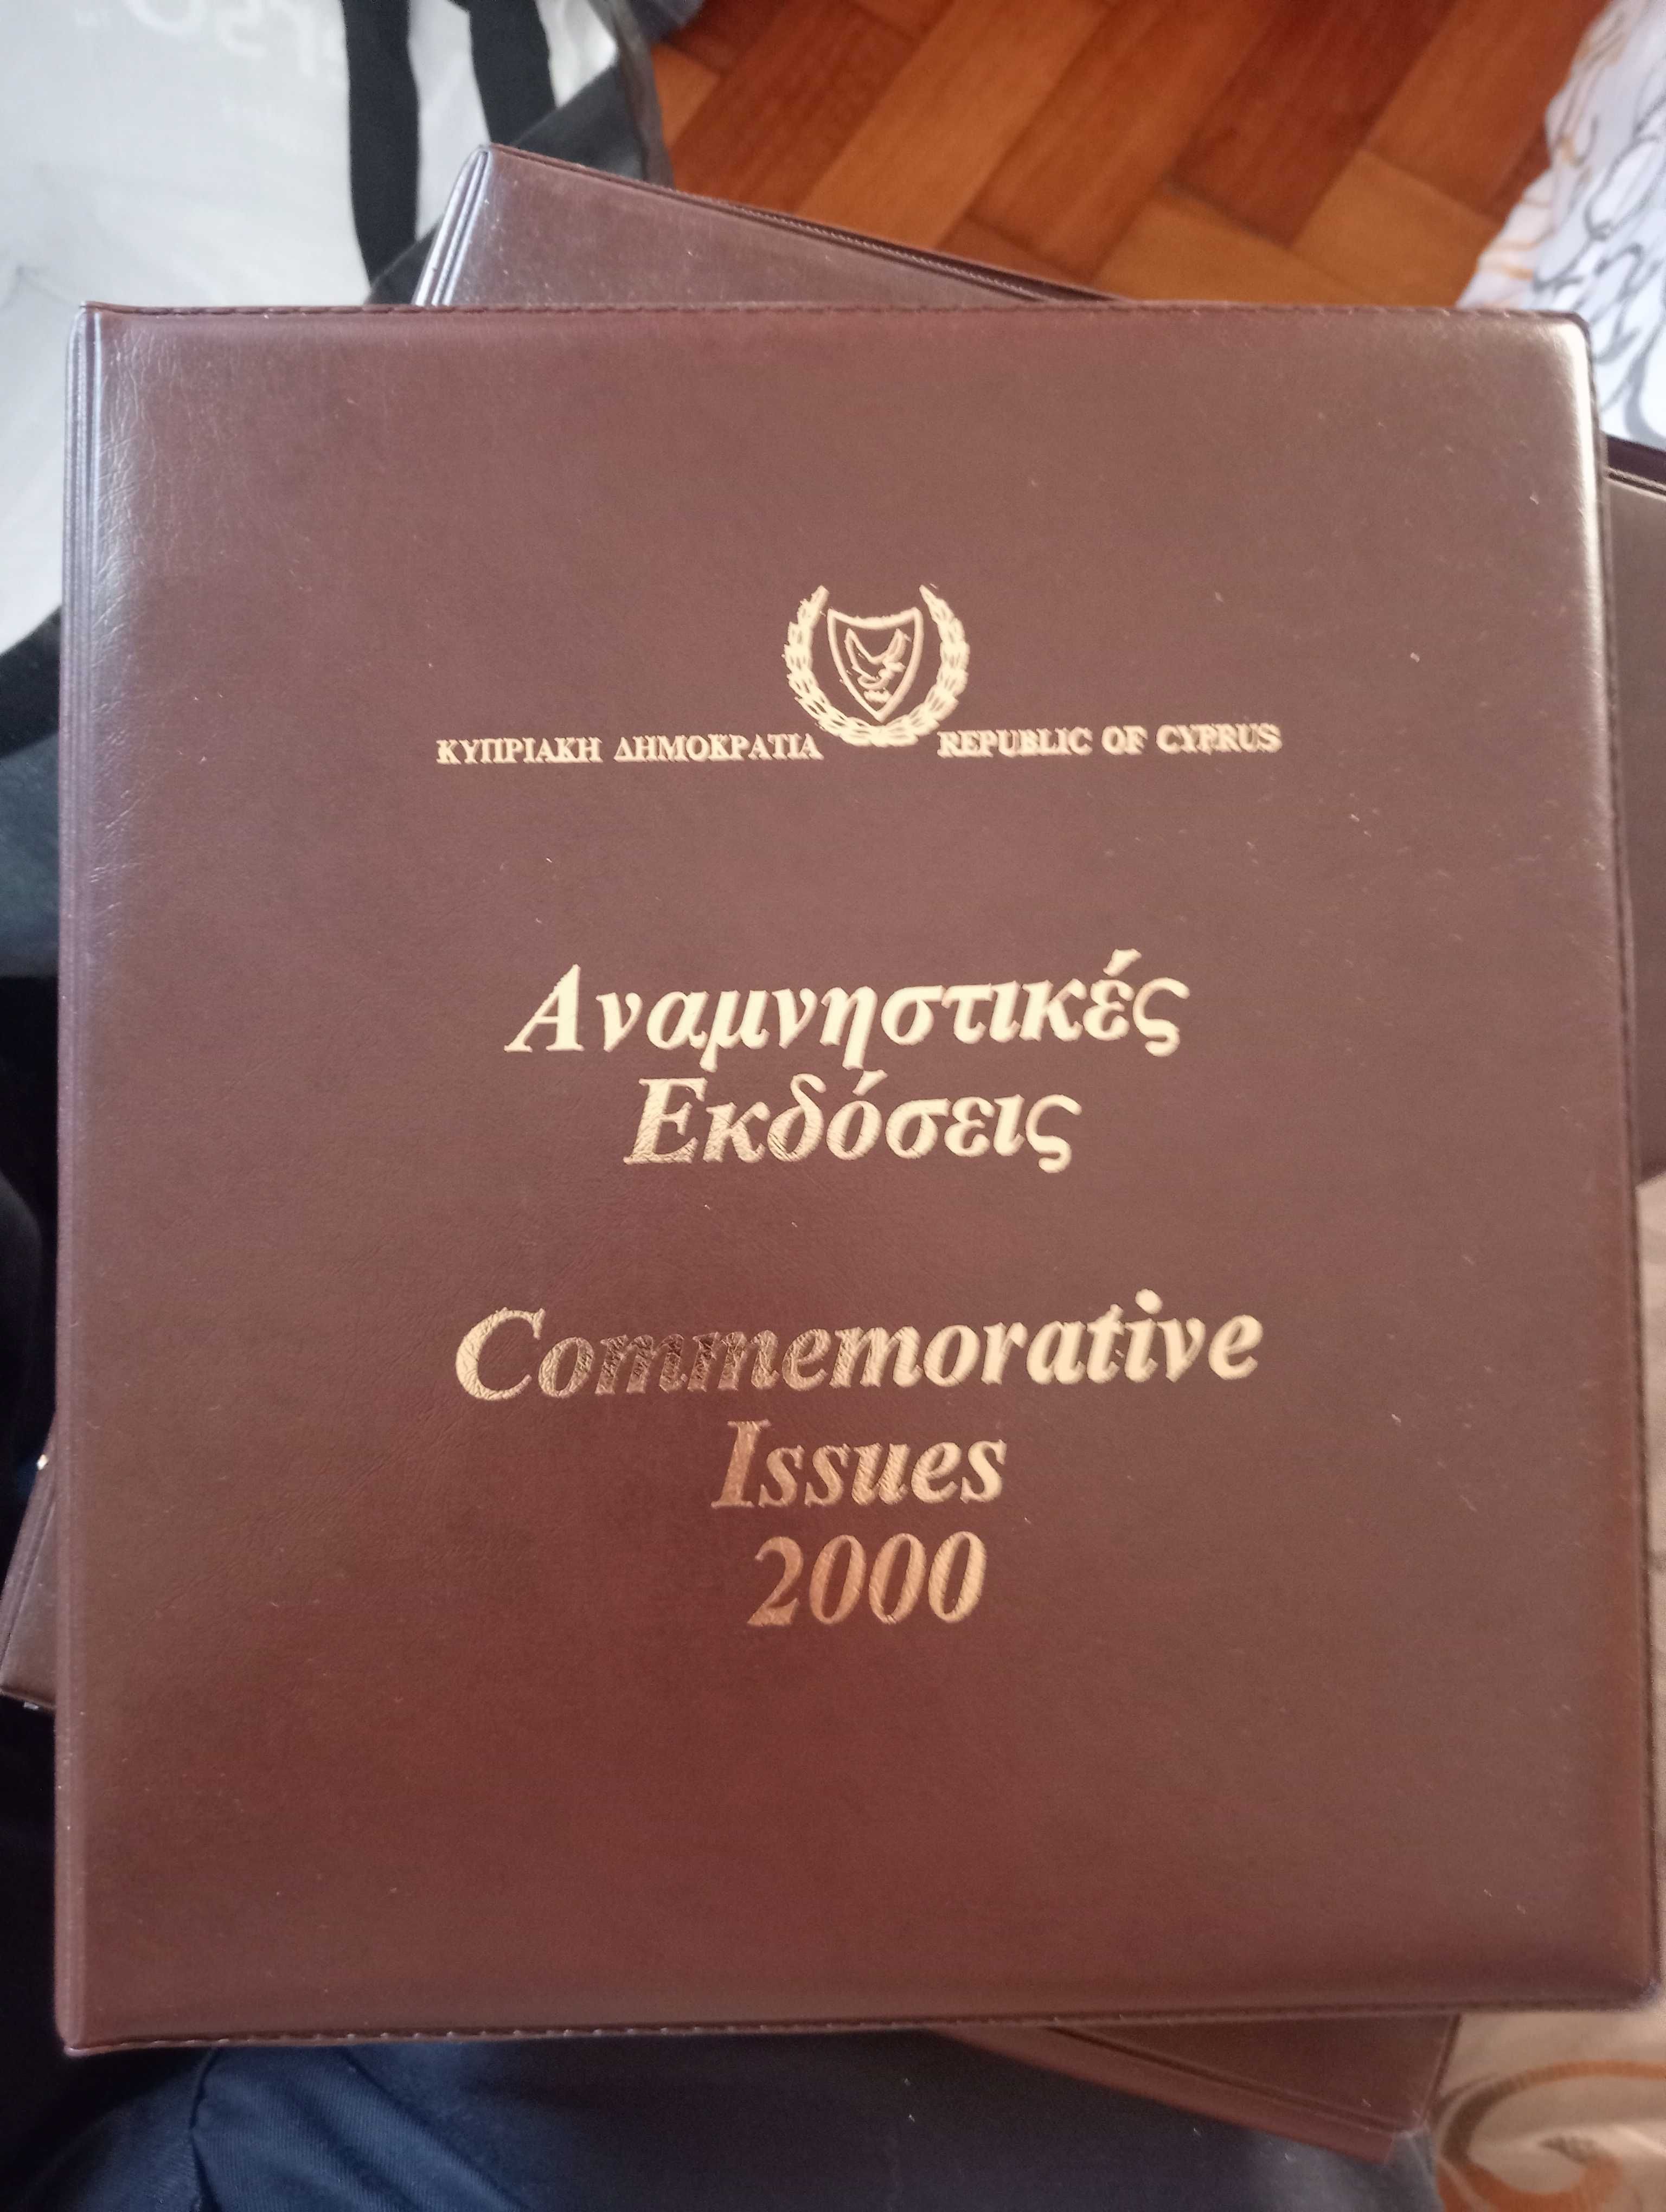 ΚΥΠΡΙΑΚΗ ΔΗΜΟΚΡΑΤΙΑ REPUBLIC OF CYPRUS
Αναμνηστικές
Εκδόσεις
Commemorative
Issues
2000